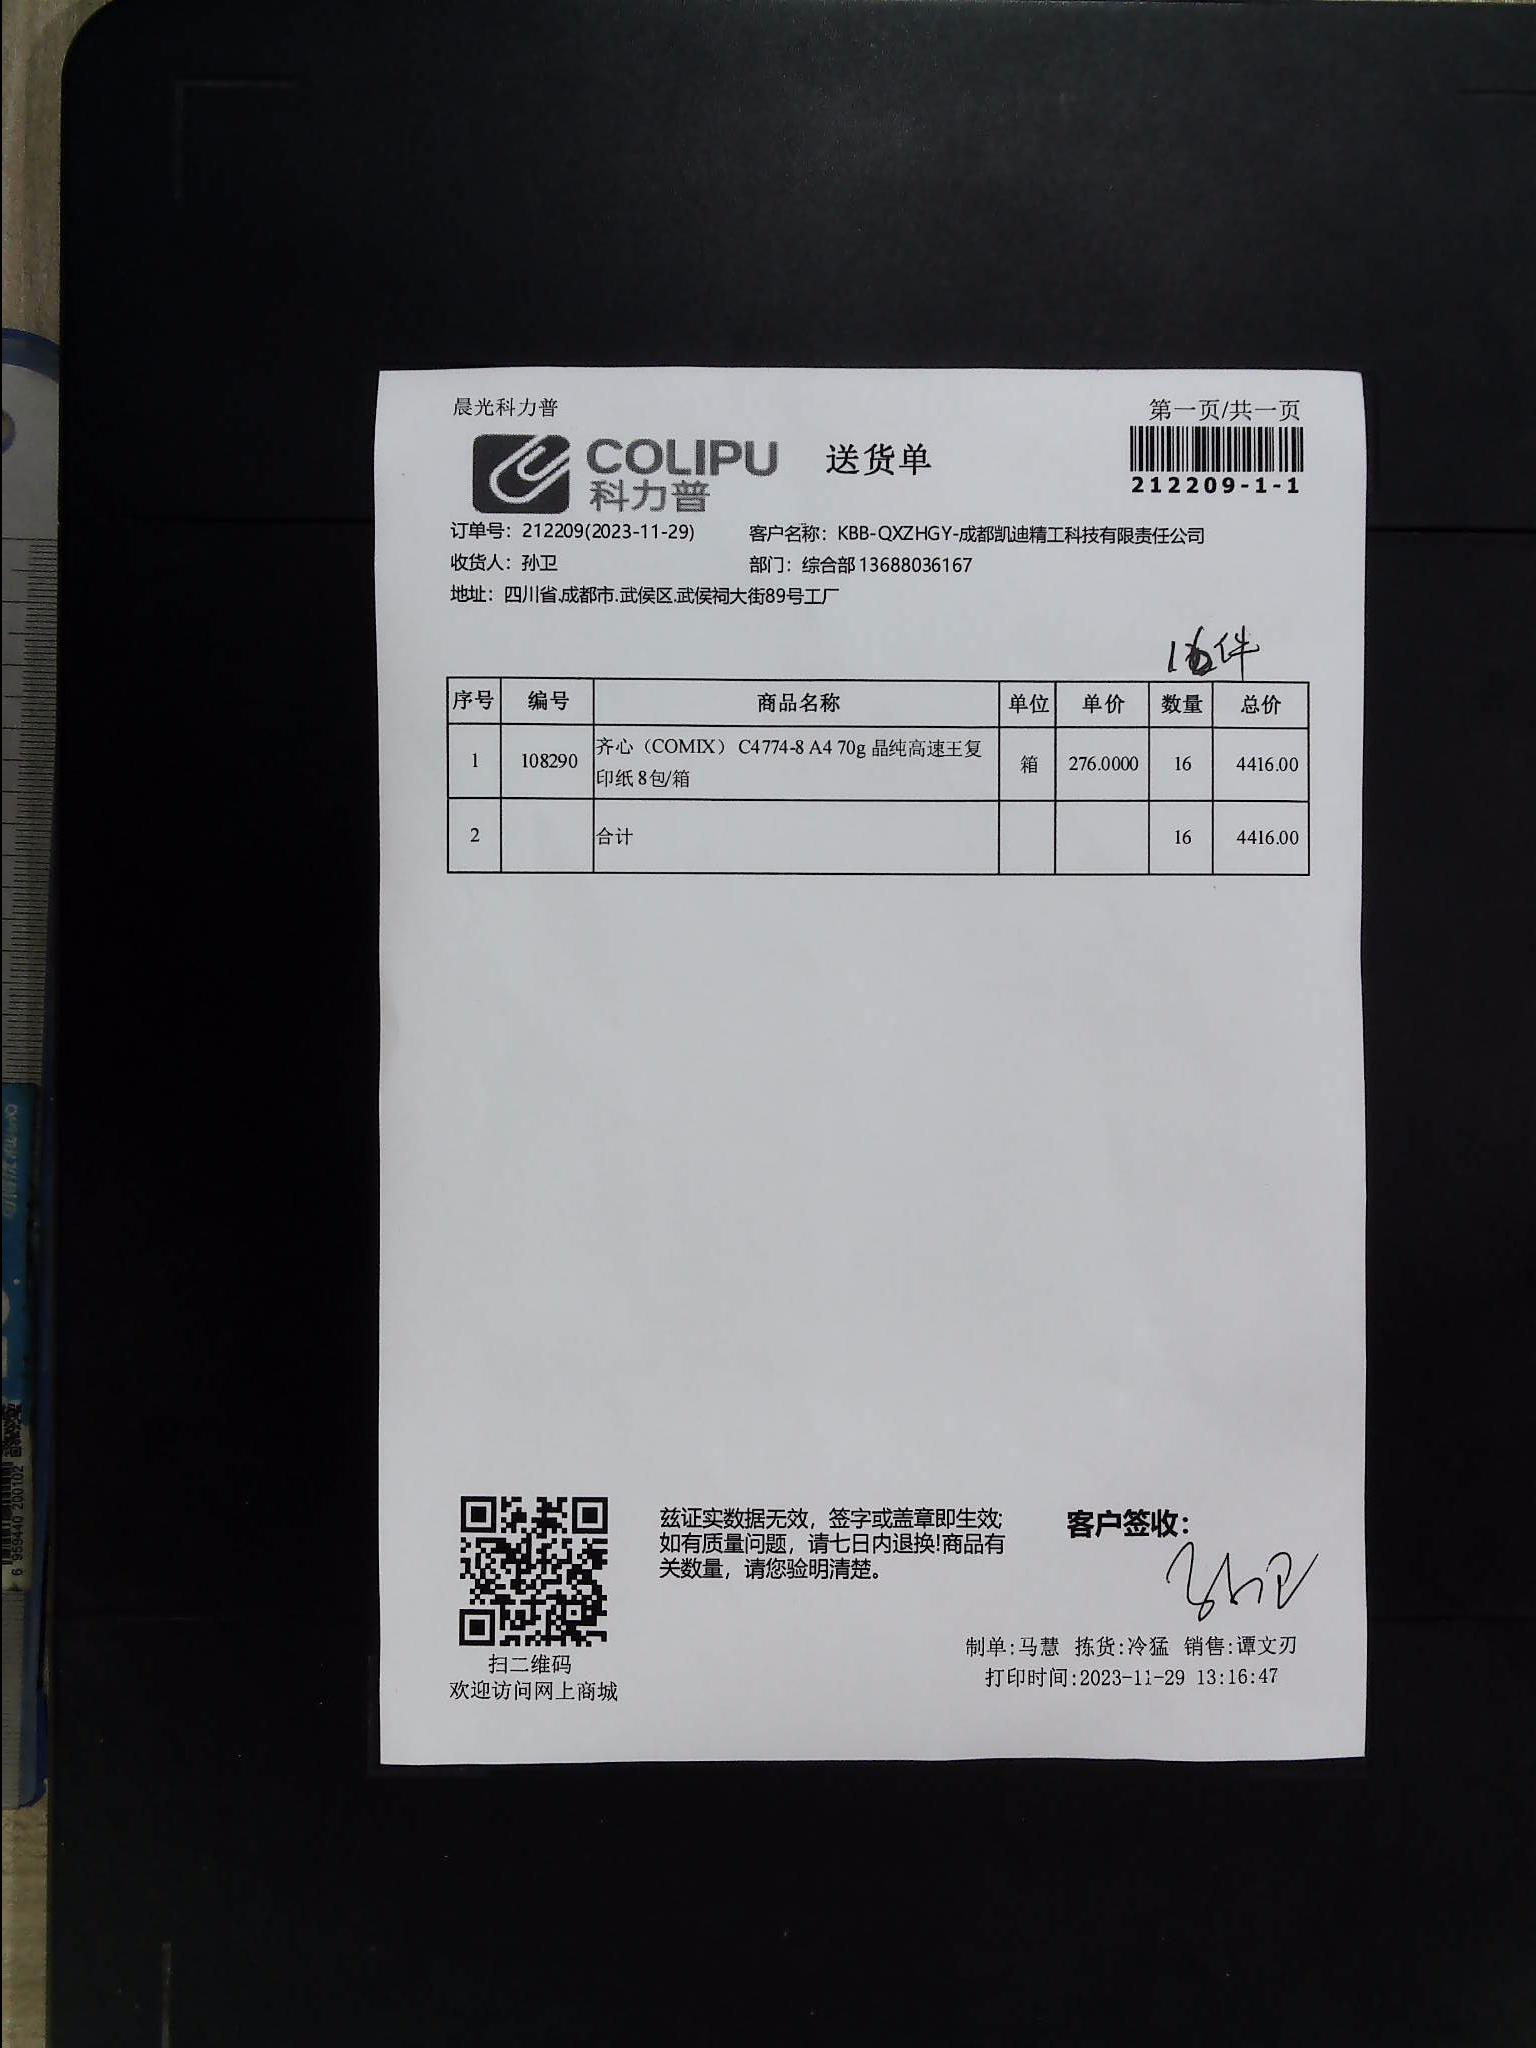 晨光科力普
第一页/共一页
COLIPU
科力普
送货单
212209-1-1
订单号：212209(2023-11-29) 客户名称：KBB-QXZHGY-成都凯迪精工科技有限责任公司
收货人：孙卫 部门：综合部13688036167
地址：四川省.成都市.武侯区.武侯祠大街89号工厂
16件
序号 编号 商品名称 单位 单价 数量 总价
1 108290 齐心（COMIX） C4774-8 A4 70g 晶纯高速王复 箱 276.0000 16 4416.00
印纸 8包/箱
2 合计 16 4416.00
兹证实数据无效，签字或盖章即生效;
如有质量问题，请七日内退换!商品有
关数量，请您验明清楚。
客户签收：
孙卫
扫二维码
欢迎访问网上商城
制单:马慧 拣货:冷猛 销售:谭文刃
打印时间:2023-11-29 13:16:47
6 959440 200102